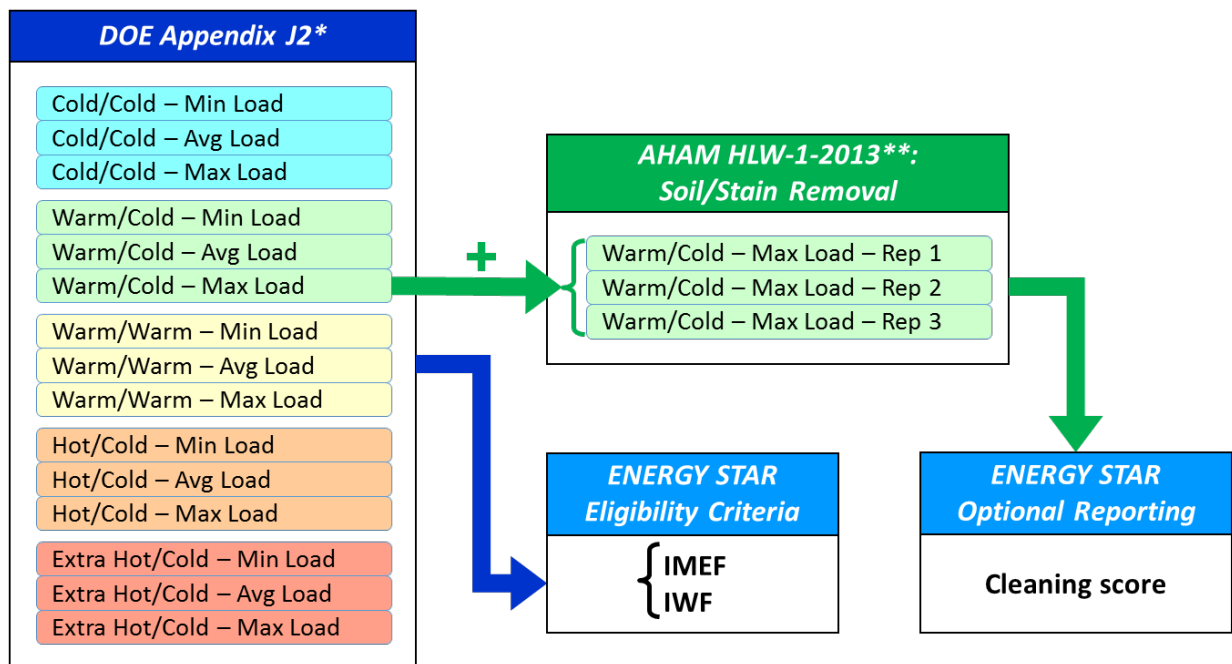 DOE Appendix J2*
Cold/Cold – Min Load
Cold/Cold – Avg Load
Cold/Cold – Max Load
Warm/Cold – Min Load
Warm/Cold – Avg Load
Warm/Cold – Max Load
Warm/Warm – Min Load
Warm/Warm – Avg Load
Warm/Warm – Max Load
Hot/Cold – Min Load
Hot/Cold – Avg Load
Hot/Cold – Max Load
Extra Hot/Cold – Min Load
Extra Hot/Cold – Avg Load
Extra Hot/Cold – Max Load
+
AHAM HLW-1-2013**:
Soil/Stain Removal
Warm/Cold – Max Load – Rep 1
Warm/Cold – Max Load – Rep 2
Warm/Cold – Max Load – Rep 3
ENERGY STAR
Eligibility Criteria
IMEF
IWF
ENERGY STAR
Optional Reporting
Cleaning score